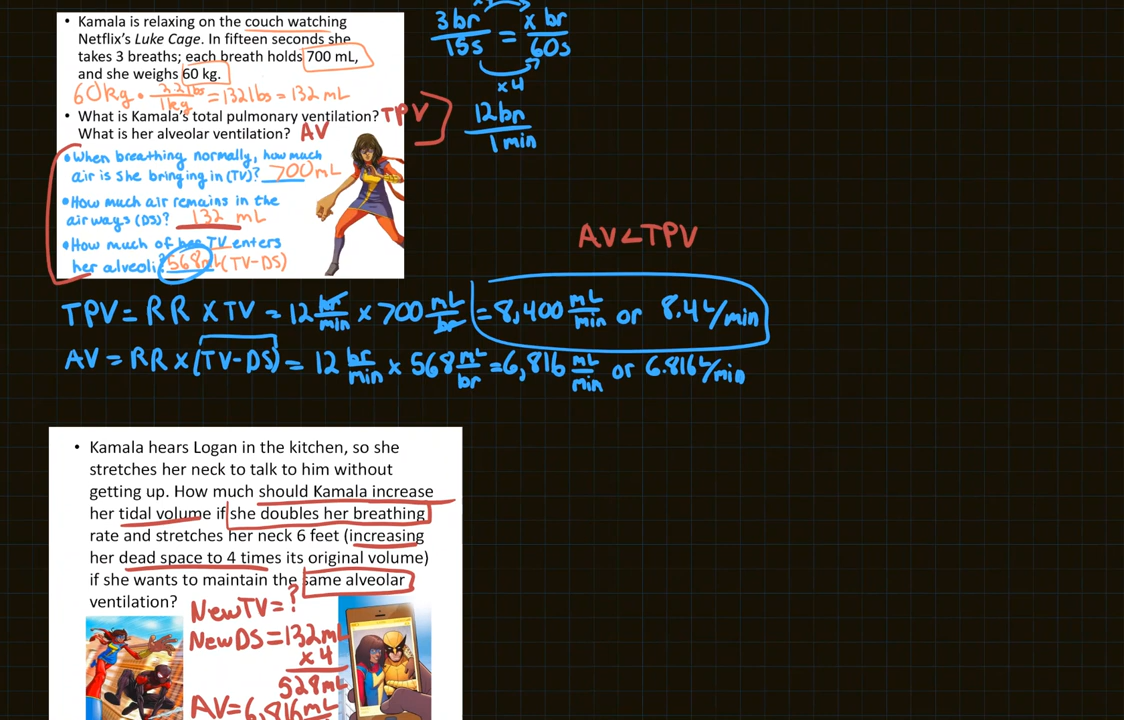 • Kamala is relaxing on the couch watching
Netflix's Luke Cage. In fifteen seconds she
takes 3 breaths; each breath holds 700 mL,
and she weighs 60 kg.
60kg • 2.2lbs/1kg = 132lbs = 132 mL
• What is Kamala's total pulmonary ventilation? TPV
What is her alveolar ventilation? AV
3br/15s = x br/60s
x4
12br/1min
• When breathing normally, how much
air is she bringing in (TV)? 700mL
• How much air remains in the
airways (DS)? 132 mL
• How much of her TV enters
her alveoli? 568mL (TV-DS)
AV<TPV
TPV = RR x TV = 12 br/min x 700 mL/br = 8,400 mL/min or 8.4L/min
AV = RR x (TV-DS) = 12 br/min x 568 mL/br = 6,816 mL/min or 6.816L/min
• Kamala hears Logan in the kitchen, so she
stretches her neck to talk to him without
getting up. How much should Kamala increase
her tidal volume if she doubles her breathing
rate and stretches her neck 6 feet (increasing
her dead space to 4 times its original volume)
if she wants to maintain the same alveolar
ventilation?
New TV = ?
New DS = 132mL
x 4
528mL
AV = 6,816 mL